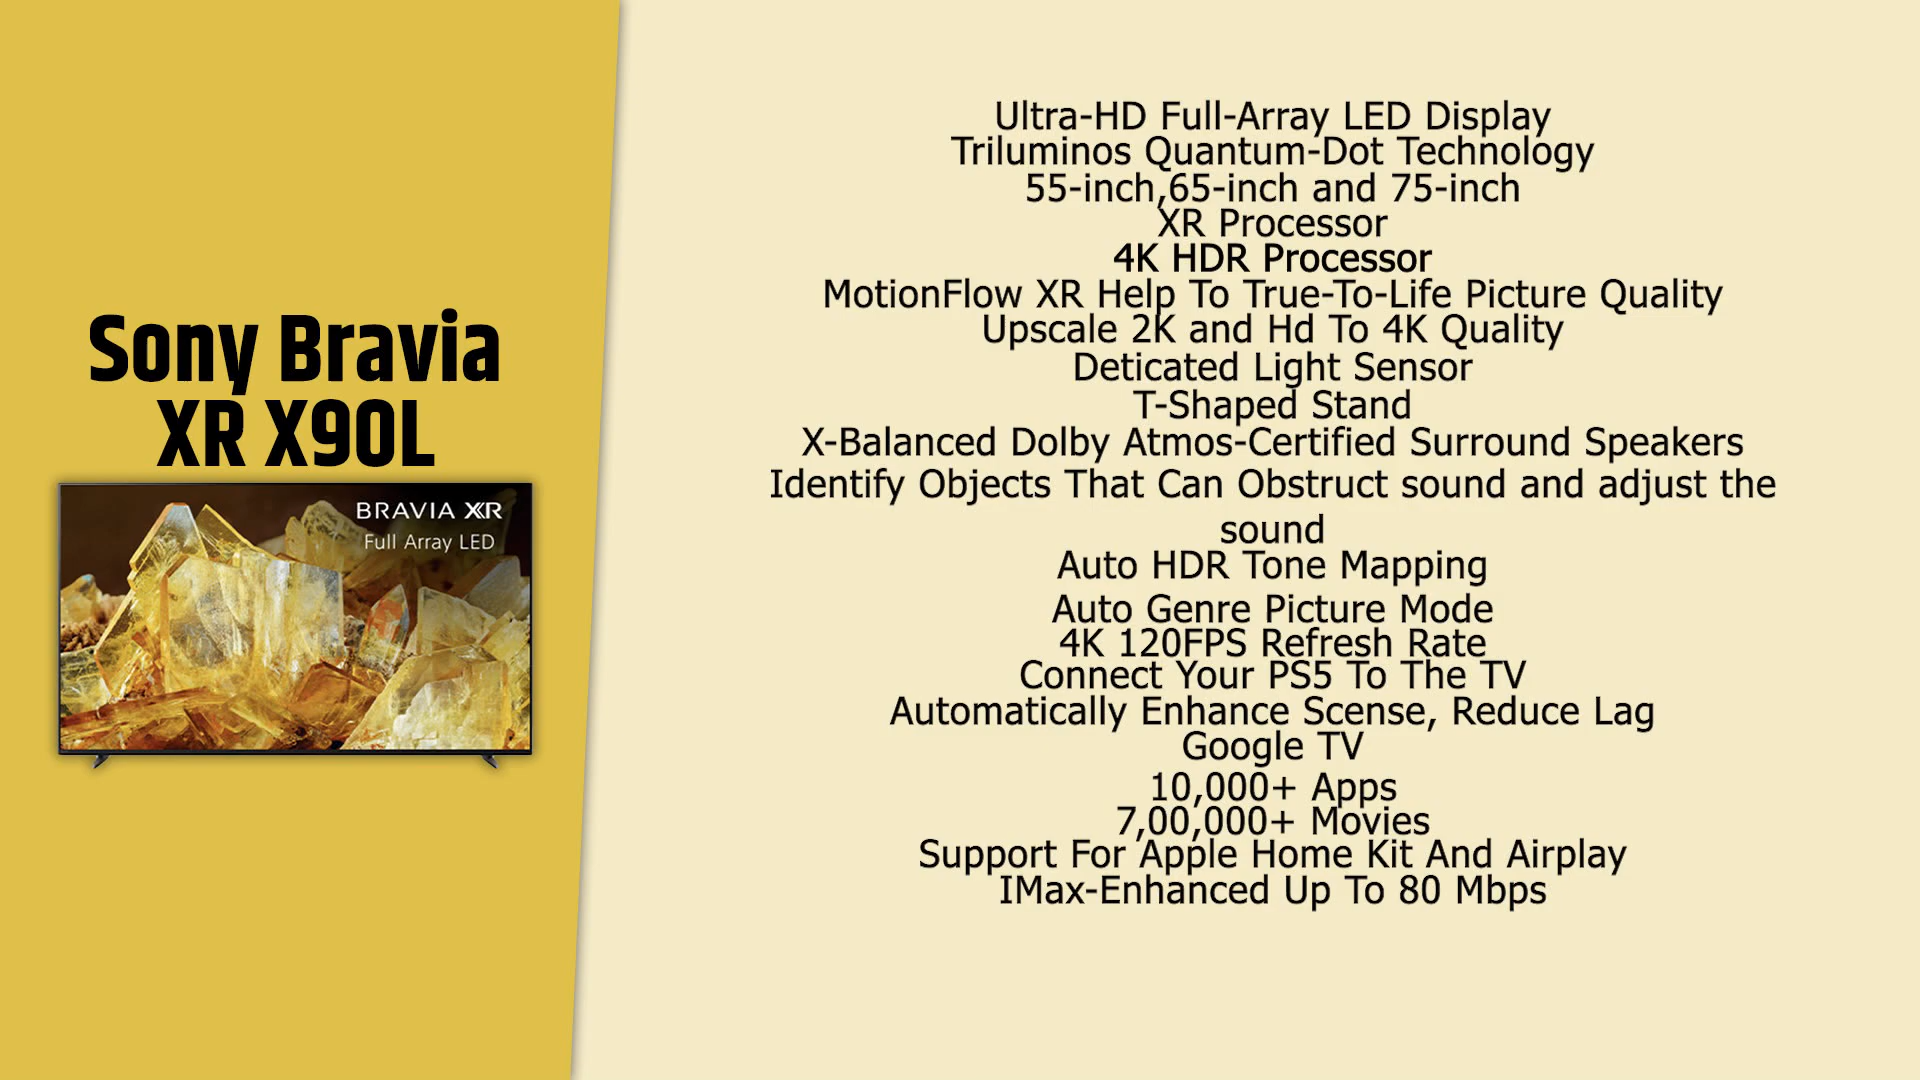 Sony Bravia
XR X90L
BRAVIA XR
Full Array LED
Ultra-HD Full-Array LED Display
Triluminos Quantum-Dot Technology
55-inch,65-inch and 75-inch
XR Processor
4K HDR Processor
MotionFlow XR Help To True-To-Life Picture Quality
Upscale 2K and Hd To 4K Quality
Deticated Light Sensor
T-Shaped Stand
X-Balanced Dolby Atmos-Certified Surround Speakers
Identify Objects That Can Obstruct sound and adjust the
sound
Auto HDR Tone Mapping
Auto Genre Picture Mode
4K 120FPS Refresh Rate
Connect Your PS5 To The TV
Automatically Enhance Scense, Reduce Lag
Google TV
10,000+ Apps
7,00,000+ Movies
Support For Apple Home Kit And Airplay
IMax-Enhanced Up To 80 Mbps